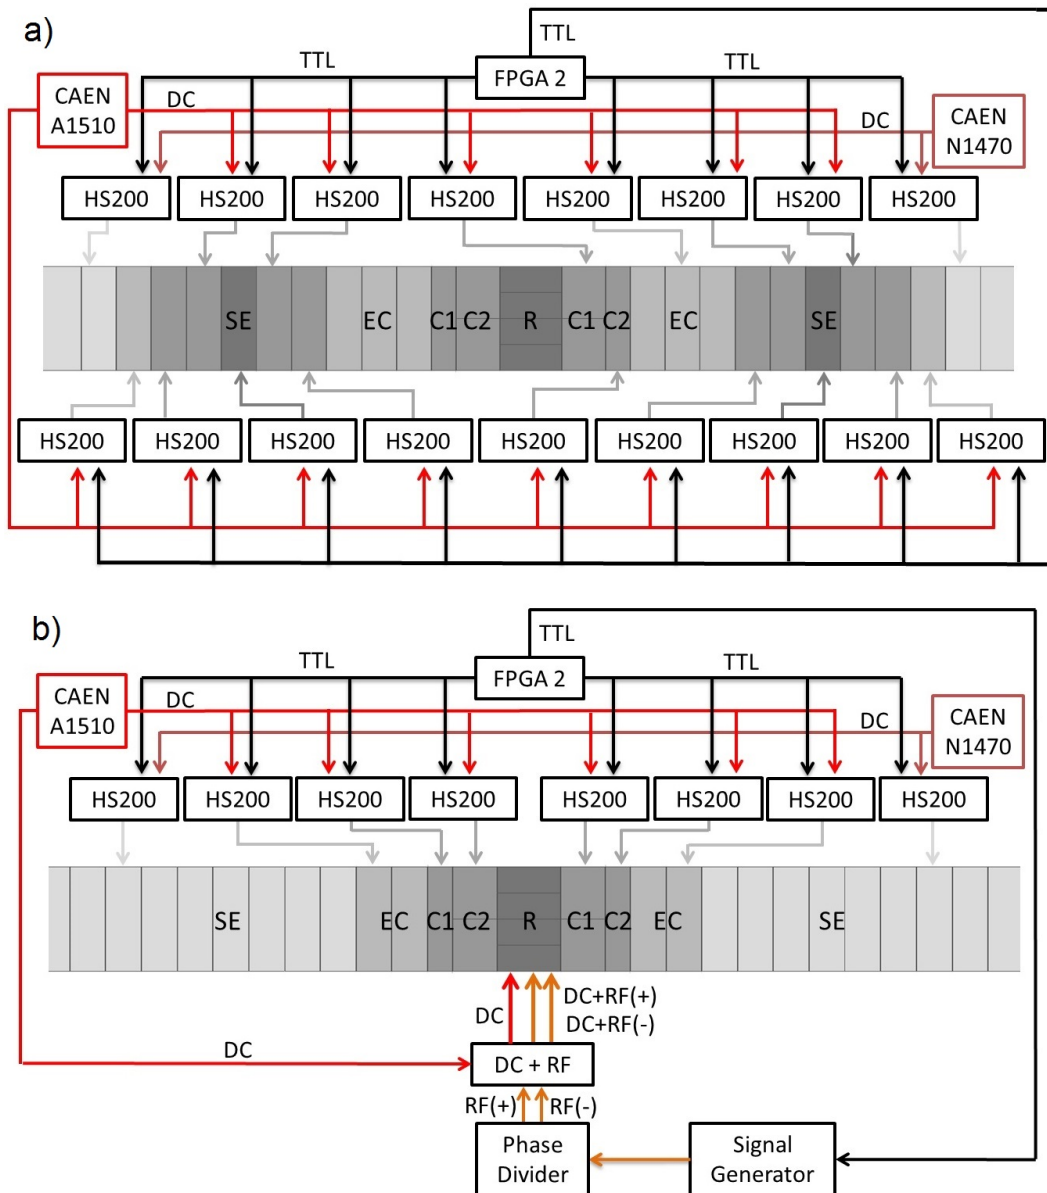 a)
TTL
TTL
FPGA 2
TTL
CAEN
A1510
DC
DC
CAEN
N1470
HS200
HS200
HS200
HS200
HS200
HS200
HS200
HS200
SE
EC
C1
C2
R
C1
C2
EC
SE
HS200
HS200
HS200
HS200
HS200
HS200
HS200
HS200
HS200
b)
TTL
TTL
FPGA 2
TTL
CAEN
A1510
DC
DC
CAEN
N1470
HS200
HS200
HS200
HS200
HS200
HS200
HS200
HS200
SE
EC
C1
C2
R
C1
C2
EC
SE
DC
DC+RF(+)
DC+RF(-)
DC
DC + RF
RF(+)
RF(-)
Phase
Divider
Signal
Generator